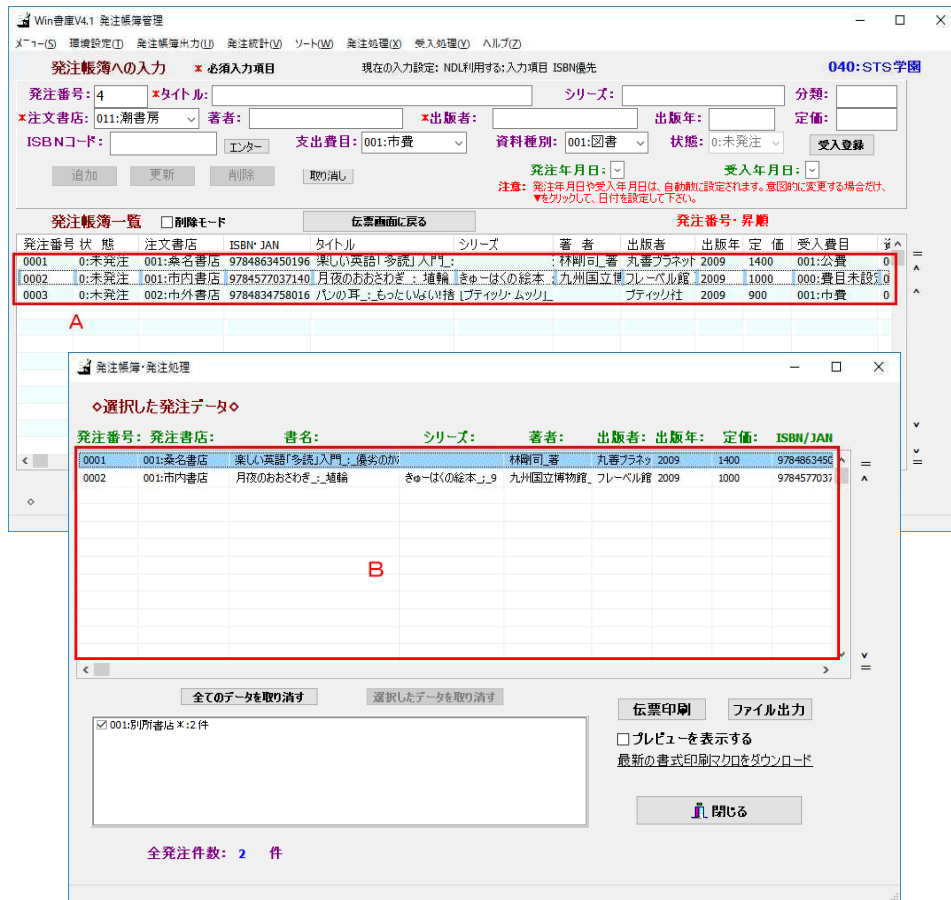 Win書庫V4.1 発注帳簿管理
メニュー(S) 環境設定(T) 発注帳簿出力(U) 発注統計(V) ソート(W) 発注処理(X) 受入処理(Y) ヘルプ(Z)
発注帳簿への入力 * 必須入力項目 現在の入力設定: NDL利用する;入力項目 ISBN優先 040:STS学園
発注番号: 4 *タイトル: シリーズ: 分類:
*注文書店: 011:潮書房 著者: *出版者: 出版年: 定価:
ISBNコード: エンター 支出費目: 001:市費 資料種別: 001:図書 状態: 0:未発注 受入登録
追加 更新 削除 取り消し 発注年月日: 受入年月日:
注意: 発注年月日や受入年月日は、自動的に設定されます。意図的に変更する場合だけ、
▼をクリックして、日付を設定して下さい。
発注帳簿一覧 削除モード 伝票画面に戻る 発注番号・昇順
発注番号 状 態 注文書店 ISBN・JAN タイトル シリーズ 著 者 出版者 出版年 定 価 受入費目
0001 0:未発注 001:桑名書店 9784863450196 楽しい英語「多読」入門_: :林剛司_著 丸善プラネット 2009 1400 001:公費 0
0002 0:未発注 001:市内書店 9784577037140 月夜のおおさわぎ_:_埴輪 きゅーはくの絵本_; 九州国立博 フレーベル館 2009 1000 000:費目未設定 0
0003 0:未発注 002:市外書店 9784834758016 パンの耳_:_もったいない!捨 [ブティック・ムック]_ ブティック社 2009 900 001:市費 0
A
発注帳簿・発注処理
◇選択した発注データ◇
発注番号: 発注書店: 書名: シリーズ: 著者: 出版者: 出版年: 定価: ISBN/JAN
0001 001:桑名書店 楽しい英語「多読」入門_:_優劣のか 林剛司_著 丸善プラネッ 2009 1400 978486345
0002 001:市内書店 月夜のおおさわぎ_:_埴輪 きゅーはくの絵本_;_9 九州国立博物館_ フレーベル館 2009 1000 978457703
B
全てのデータを取り消す 選択したデータを取り消す
伝票印刷 ファイル出力
001:別所書店*:2件
プレビューを表示する
最新の書式印刷マクロをダウンロード
閉じる
全発注件数: 2 件